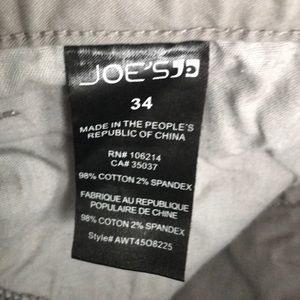 JOE'S
34
MADE IN THE PEOPLE'S
REPUBLIC OF CHINA
RN# 106214
CA# 35037
98% COTTON 2% SPANDEX
FABRIQUE AU REPUBLIQUE
POPULAIRE DE CHINE
98% COTON 2% SPANDEX
Style# AWT45O8225